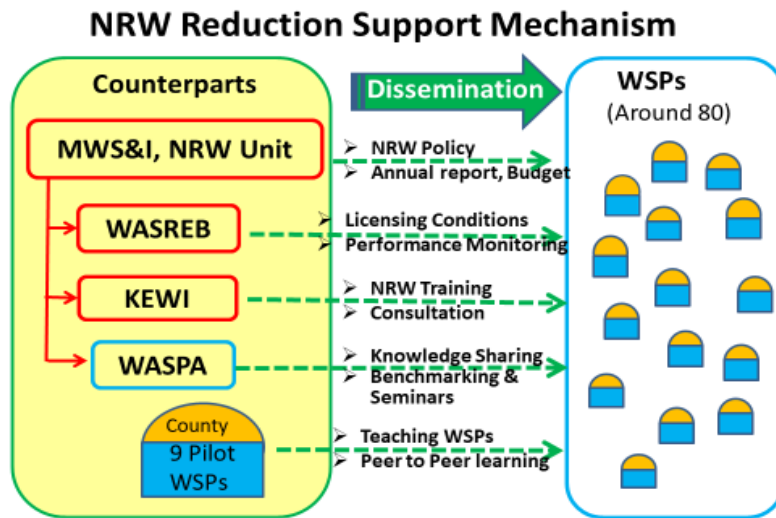 NRW Reduction Support Mechanism
Counterparts
Dissemination
WSPs
(Around 80)
MWS&I, NRW Unit
➢ NRW Policy
➢ Annual report, Budget
WASREB
➢ Licensing Conditions
➢ Performance Monitoring
KEWI
➢ NRW Training
➢ Consultation
WASPA
➢ Knowledge Sharing
➢ Benchmarking &
Seminars
County
9 Pilot
WSPs
➢ Teaching WSPs
➢ Peer to Peer learning